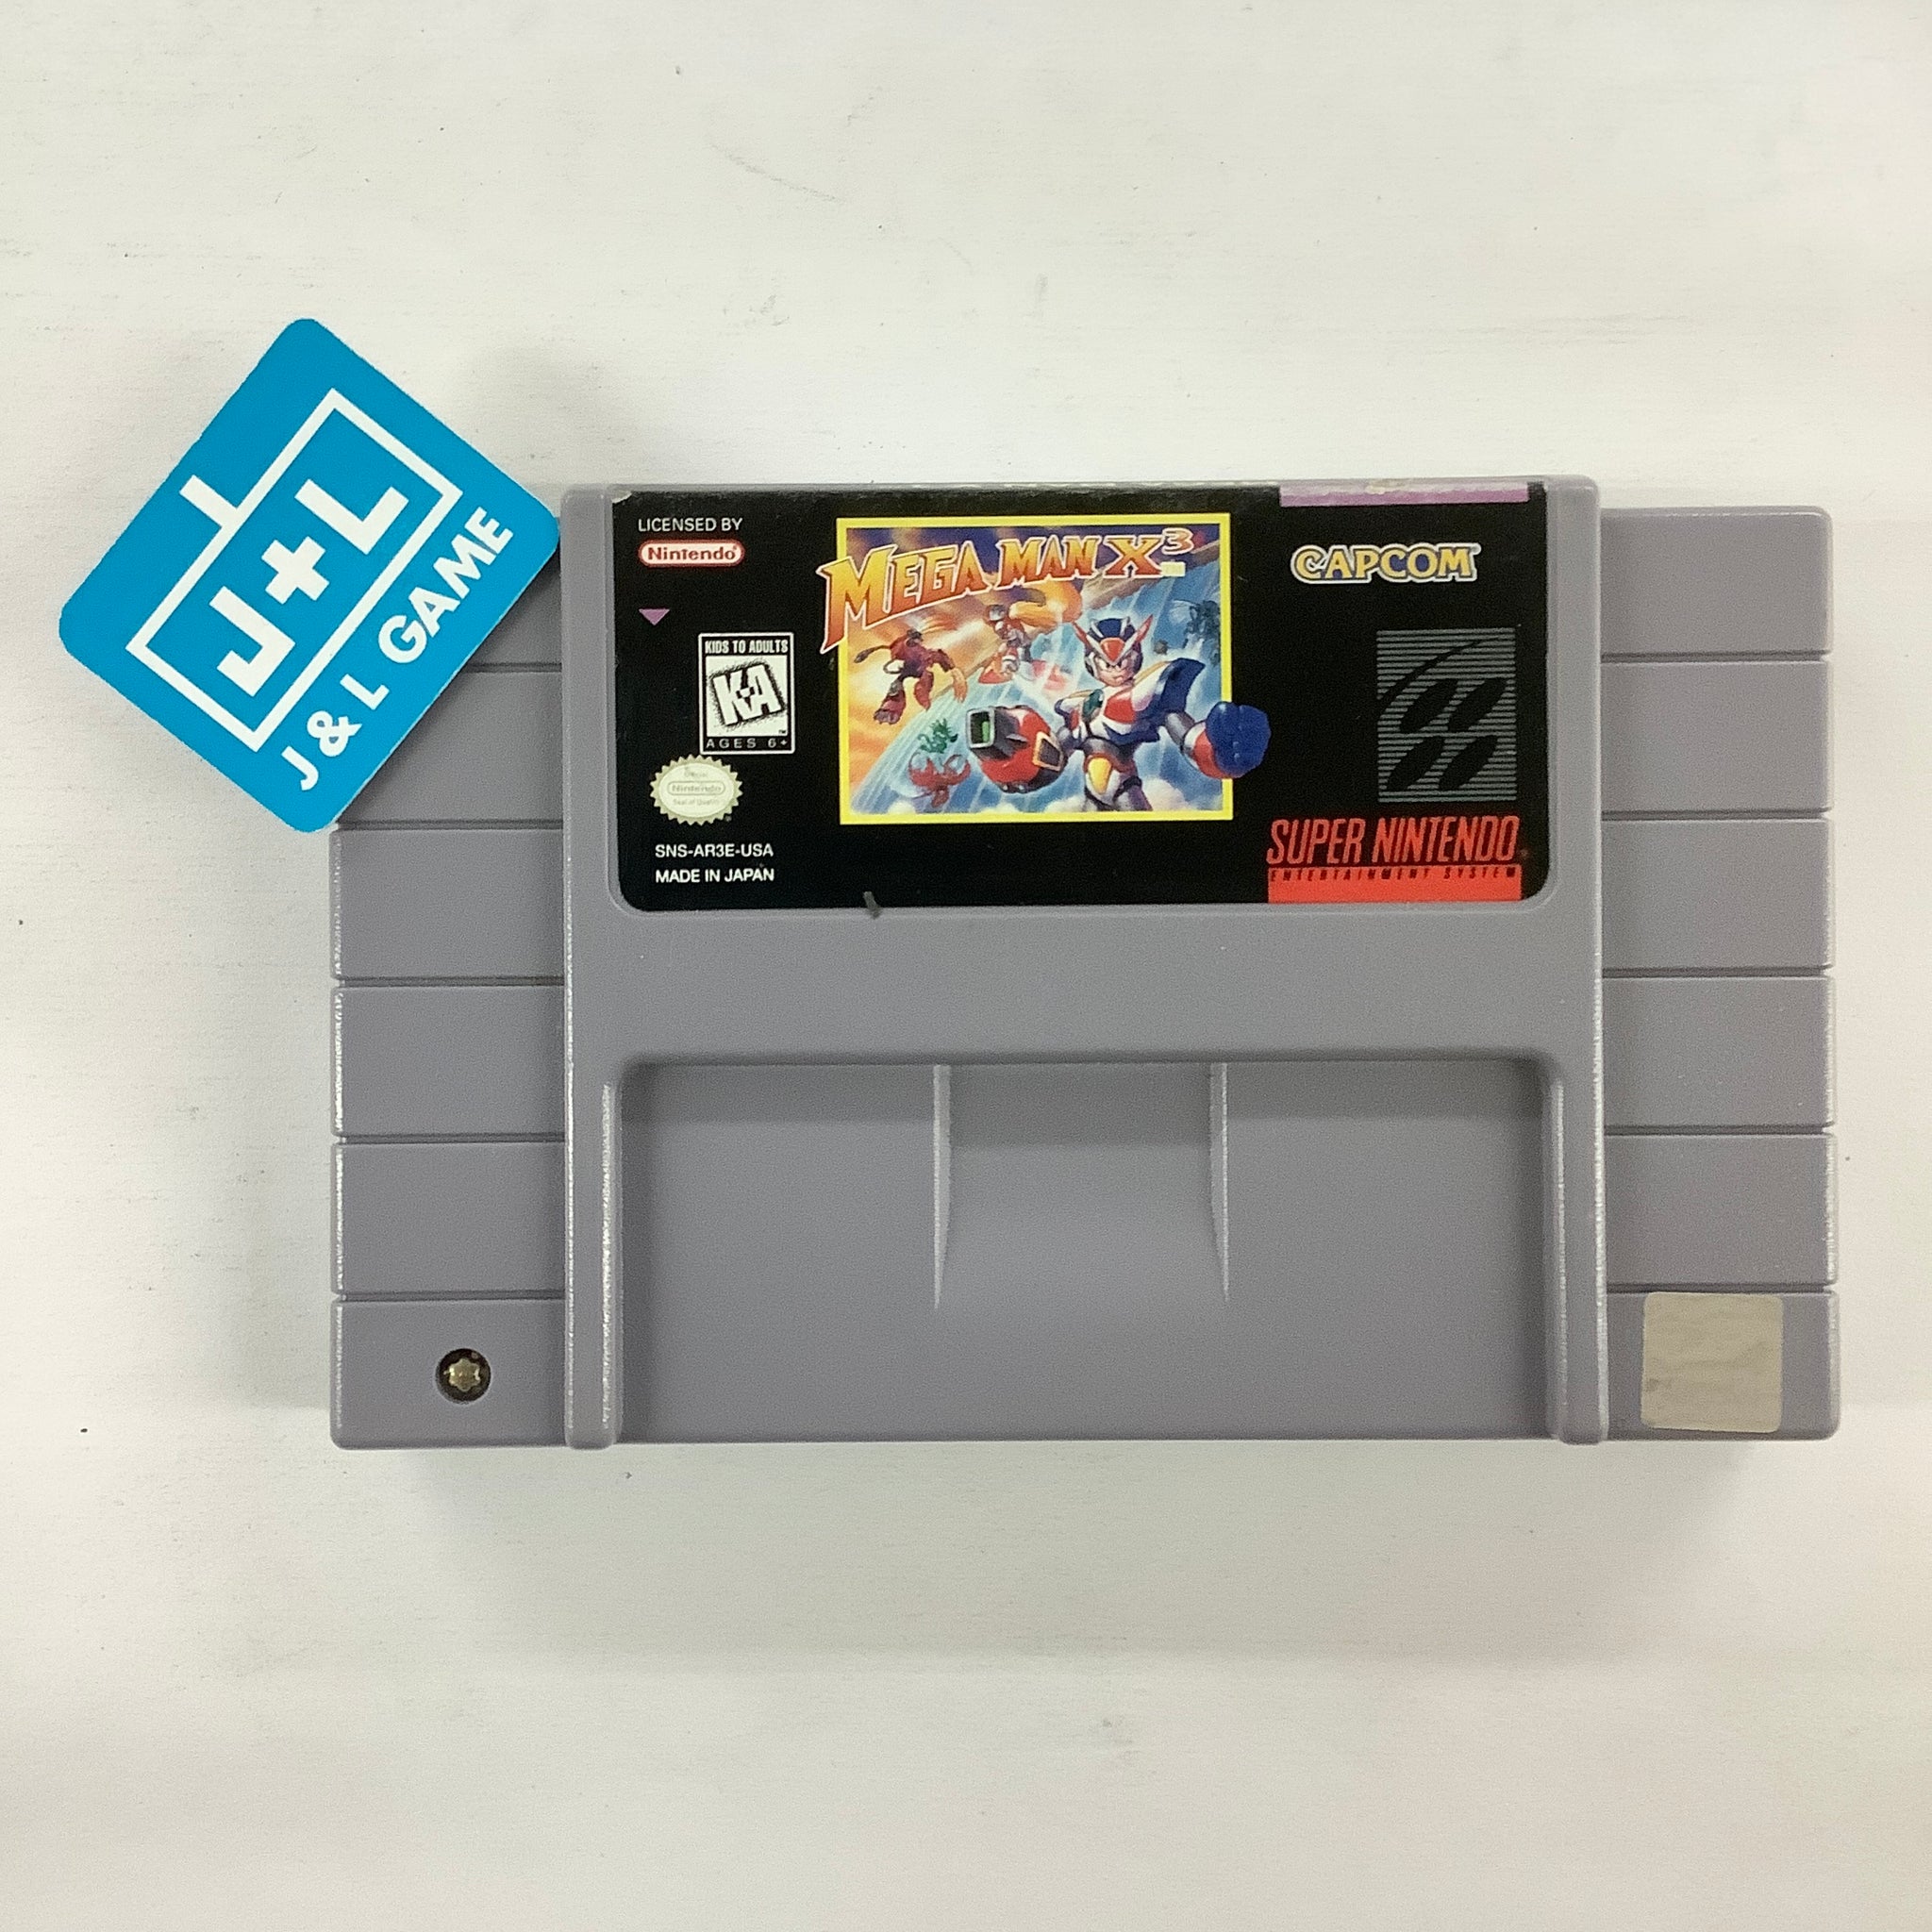 J+L
J & L GAME
LICENSED BY
Nintendo
KIDS TO ADULTS
K-A
AGES 6+
Official
Nintendo
Seal of Quality
SNS-AR3E-USA
MADE IN JAPAN
MEGA MAN X3
CAPCOM
SUPER NINTENDO
ENTERTAINMENT SYSTEM